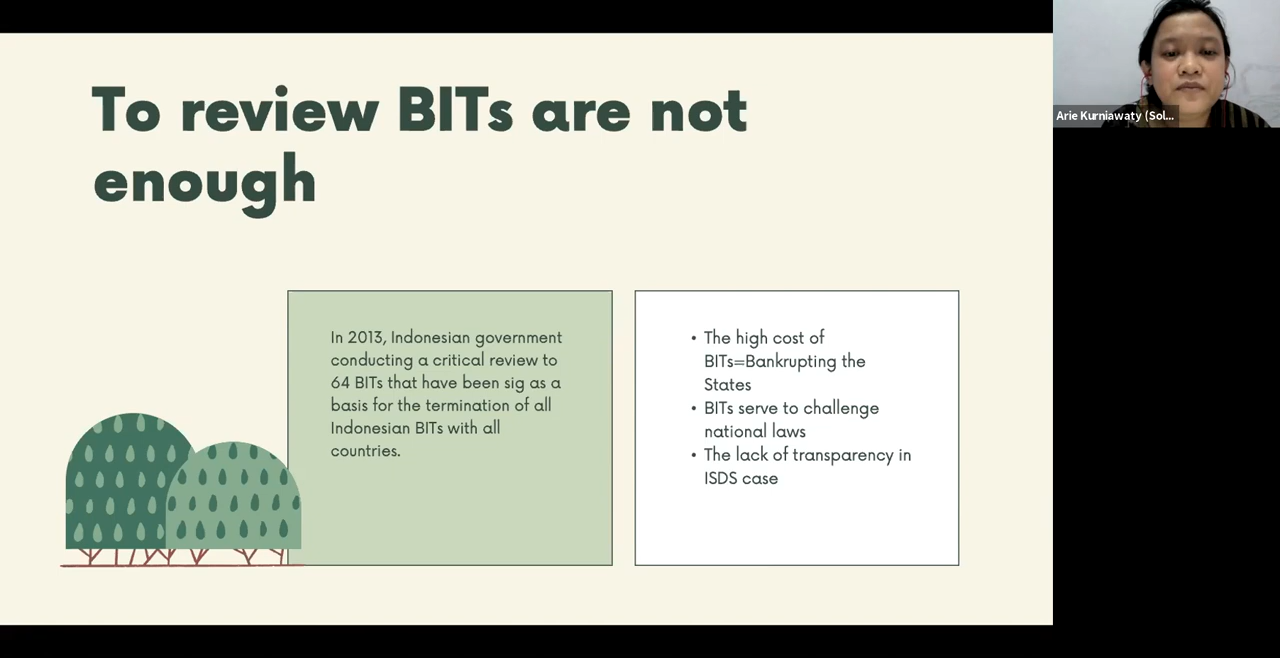 To review BITs are not
enough
In 2013, Indonesian government
conducting a critical review to
64 BITs that have been sig as a
basis for the termination of all
Indonesian BITs with all
countries.
• The high cost of
BITs=Bankrupting the
States
• BITs serve to challenge
national laws
• The lack of transparency in
ISDS case
Arie Kurniawaty (Sol...